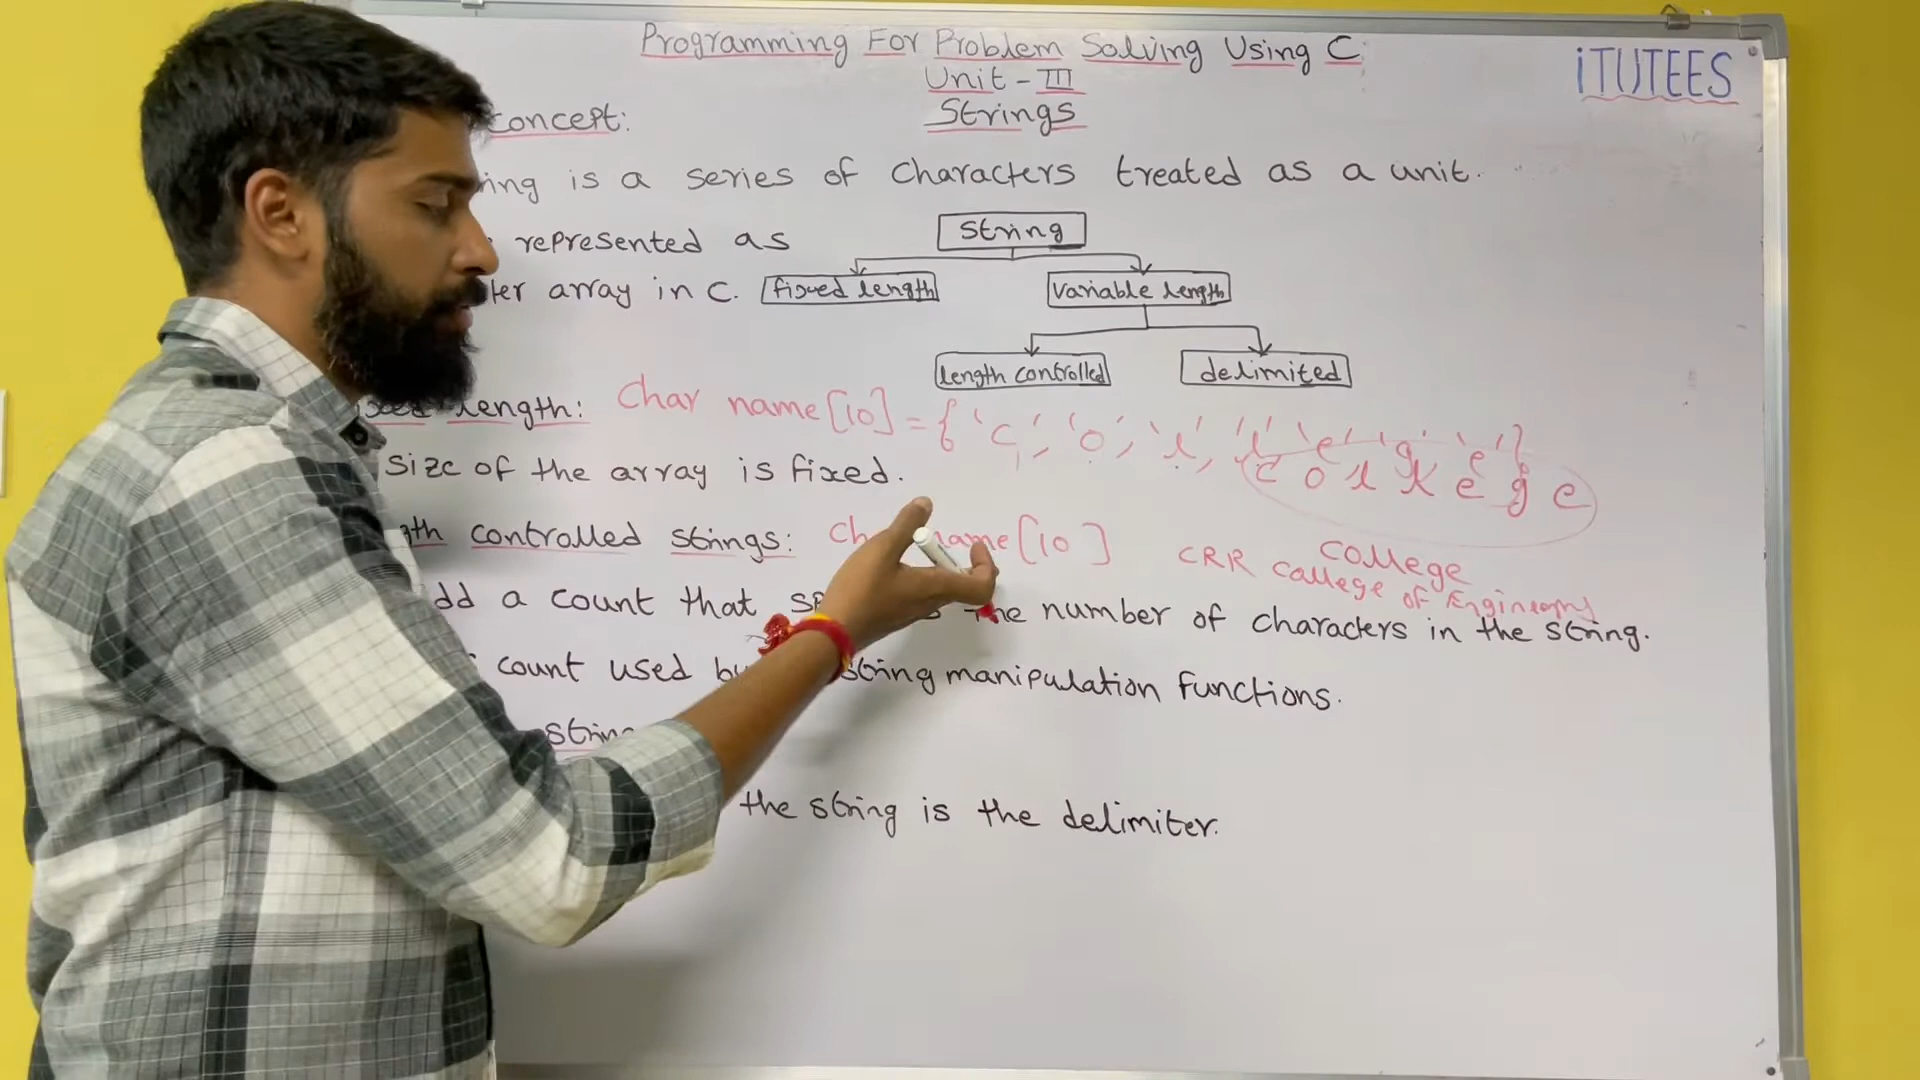 Programming For Problem Solving Using C
iTUTEES
Unit - III
Strings
concept:
is a series of characters treated as a unit.
String
represented as
array in C.
fixed length
variable length
length controlled
delimited
length: Char name[10] = {'C', 'o', 'l', 'l' 'e' 'g' 'e'}
size of the array is fixed.
controlled strings: name[10]
CRR College of Engineering
College
a count that the number of characters in the string.
count used by string manipulation functions.
the string is the delimiter.